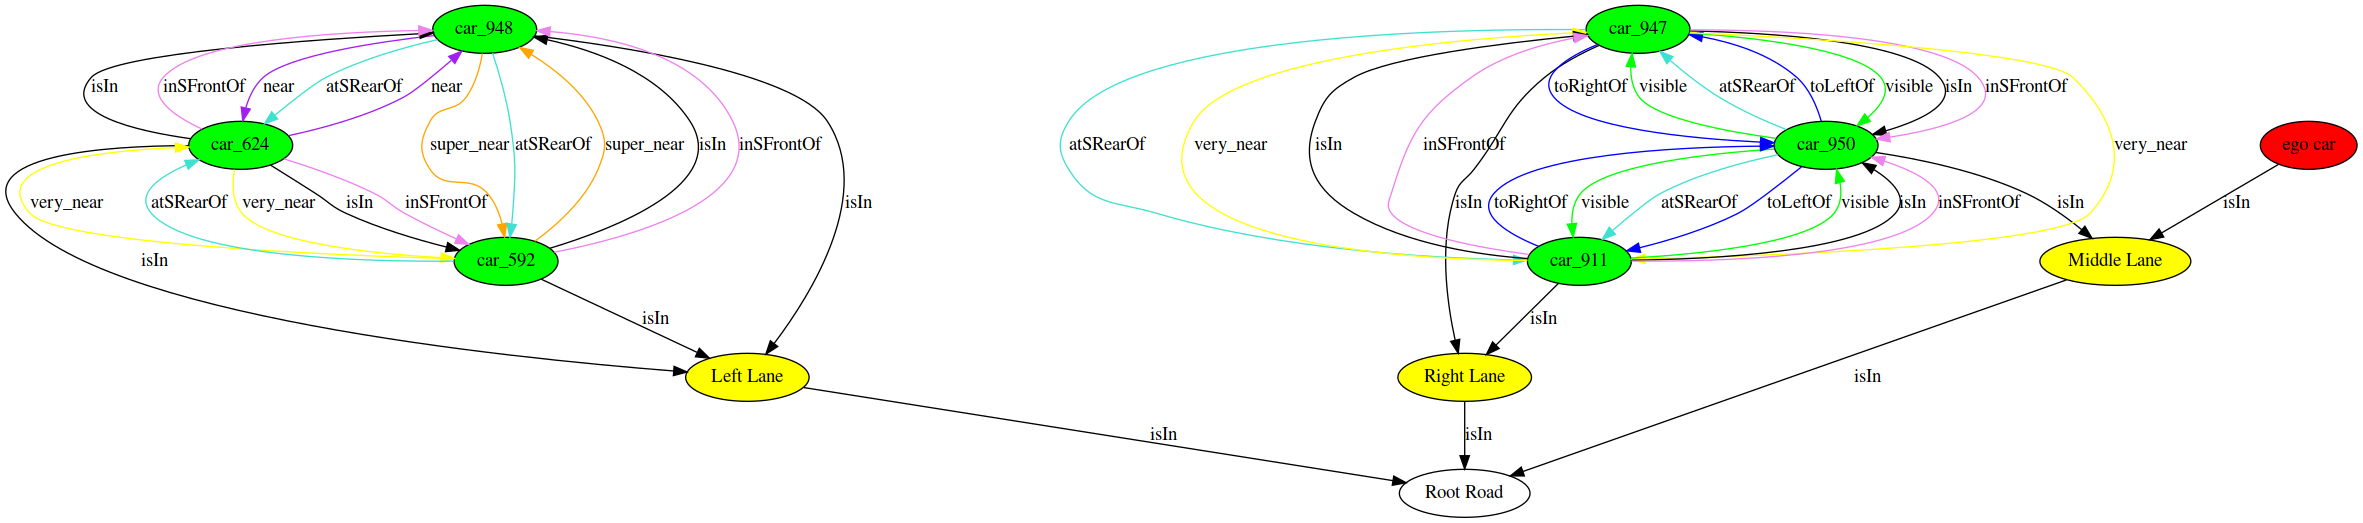 car_948
car_947
isIn
inSFrontOf
near
atSRearOf
near
toRightOf
visible
atSRearOf
toLeftOf
visible
isIn
inSFrontOf
car_624
super_near
atSRearOf
super_near
isIn
inSFrontOf
atSRearOf
very_near
isIn
inSFrontOf
car_950
very_near
ego car
very_near
atSRearOf
very_near
isIn
inSFrontOf
isIn
isIn
toRightOf
visible
atSRearOf
toLeftOf
visible
isIn
inSFrontOf
isIn
isIn
isIn
car_592
car_911
Middle Lane
isIn
isIn
Left Lane
Right Lane
isIn
isIn
isIn
Root Road